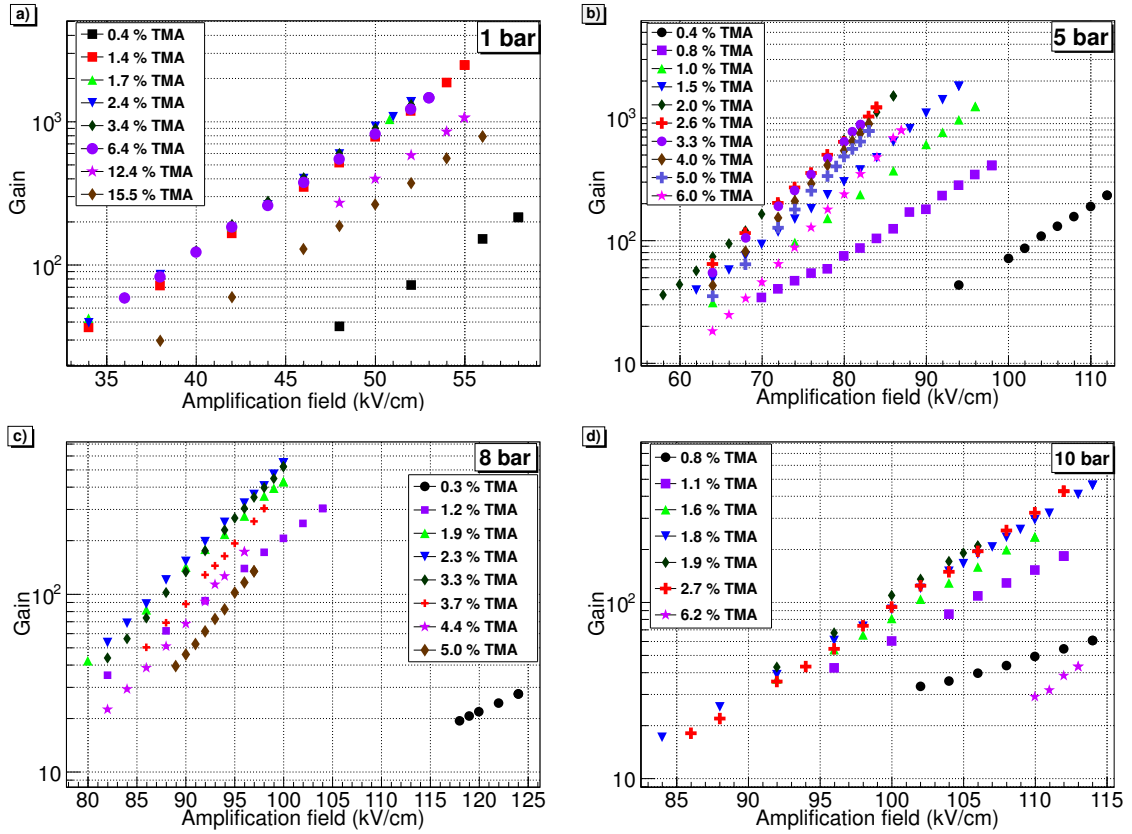 a)
1 bar
0.4 % TMA
1.4 % TMA
1.7 % TMA
2.4 % TMA
3.4 % TMA
6.4 % TMA
12.4 % TMA
15.5 % TMA
Gain
10³
10²
35 40 45 50 55
Amplification field (kV/cm)
b)
5 bar
0.4 % TMA
0.8 % TMA
1.0 % TMA
1.5 % TMA
2.0 % TMA
2.6 % TMA
3.3 % TMA
4.0 % TMA
5.0 % TMA
6.0 % TMA
Gain
10³
10²
10
60 70 80 90 100 110
Amplification field (kV/cm)
c)
8 bar
0.3 % TMA
1.2 % TMA
1.9 % TMA
2.3 % TMA
3.3 % TMA
3.7 % TMA
4.4 % TMA
5.0 % TMA
Gain
10²
10
80 85 90 95 100 105 110 115 120 125
Amplification field (kV/cm)
d)
10 bar
0.8 % TMA
1.1 % TMA
1.6 % TMA
1.8 % TMA
1.9 % TMA
2.7 % TMA
6.2 % TMA
Gain
10²
10
85 90 95 100 105 110 115
Amplification field (kV/cm)